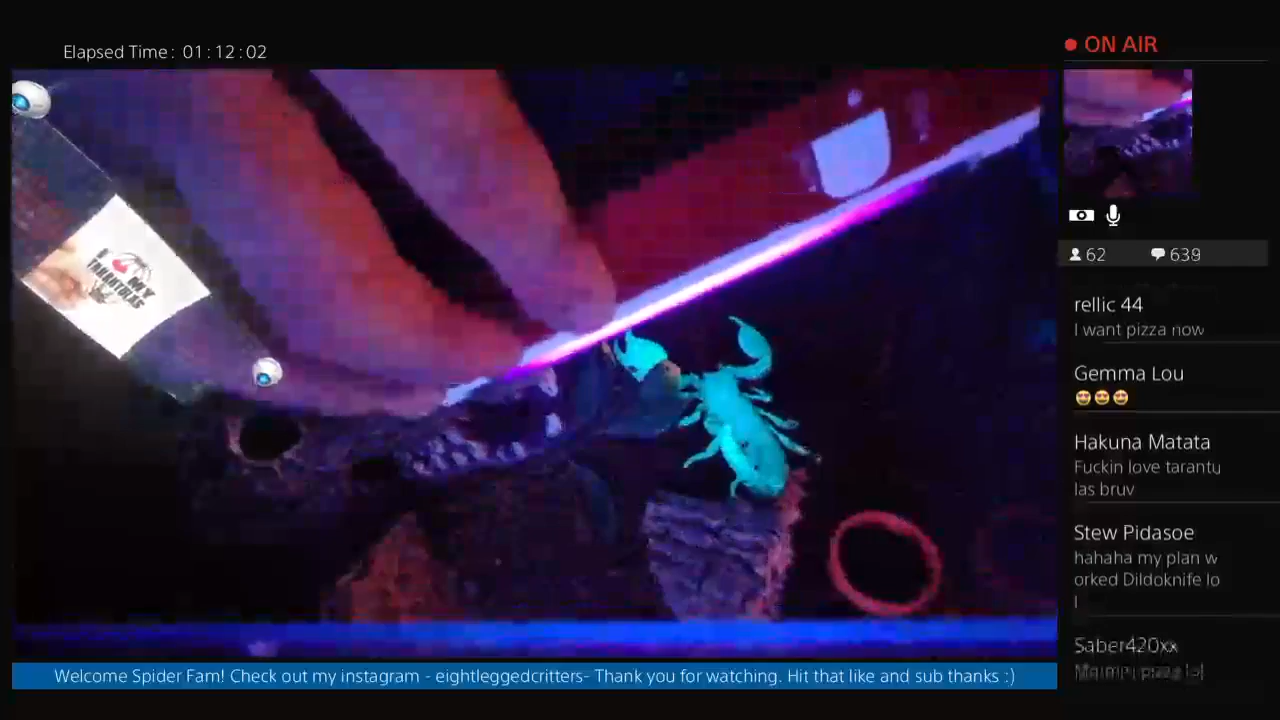 Elapsed Time: 01:12:02
ON AIR
I MY
TARANTULAS
62 639
rellic 44
I want pizza now
Gemma Lou
Hakuna Matata
Fuckin love tarantu
las bruv
Stew Pidasoe
hahaha my plan w
orked Dildoknife lo
l
Saber420xx
Welcome Spider Fam! Check out my instagram - eightleggedcritters- Thank you for watching. Hit that like and sub thanks :)